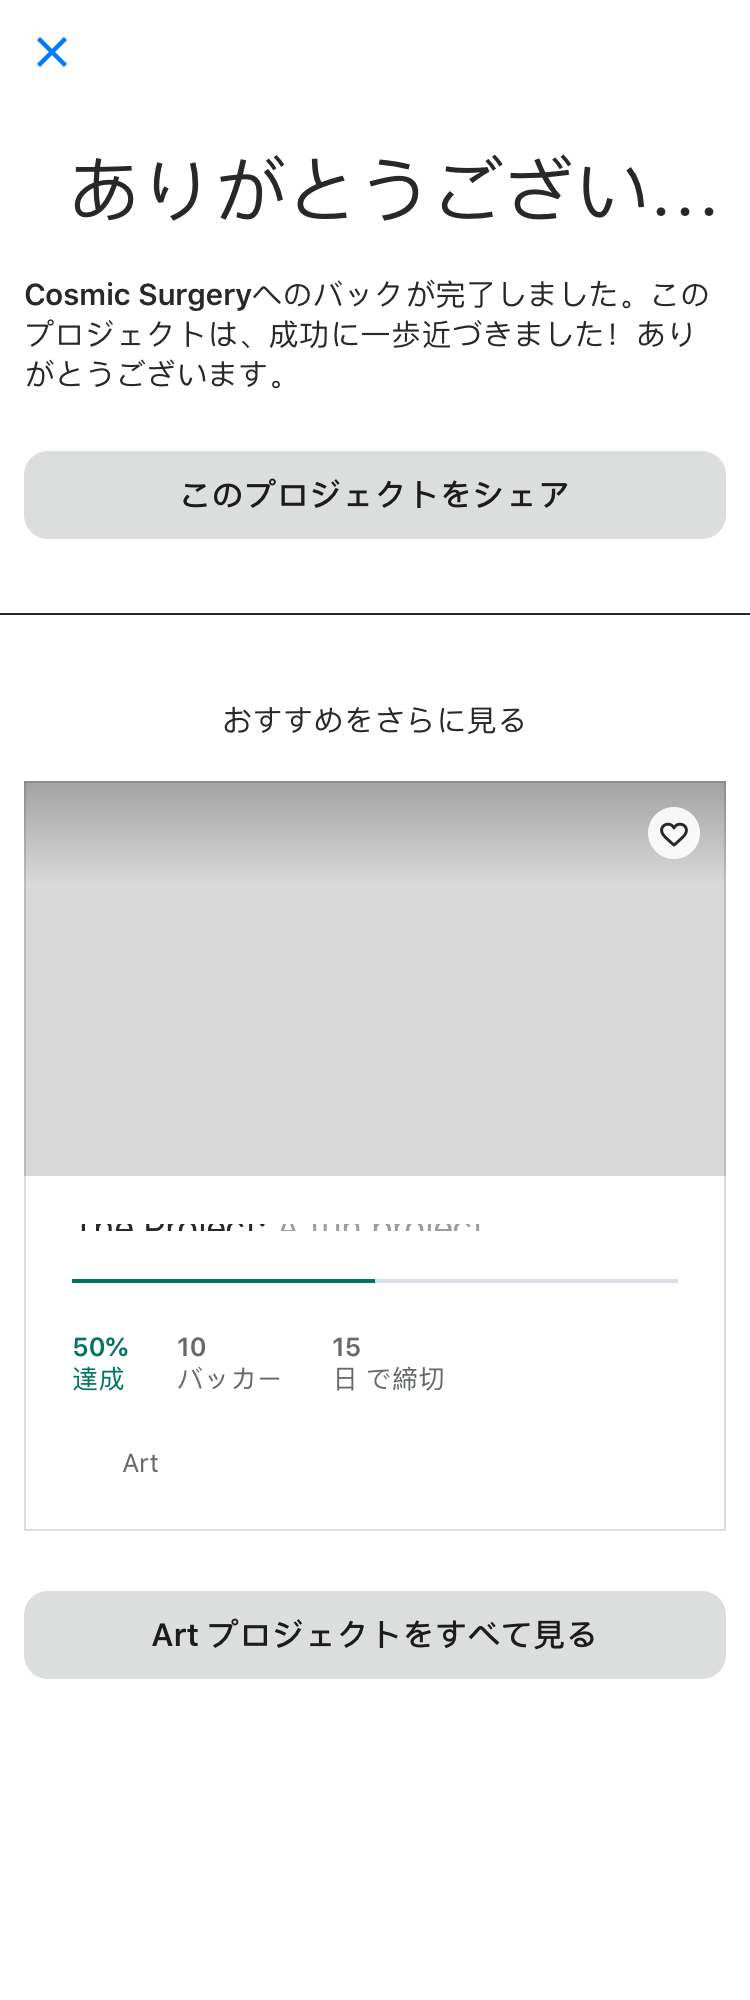 ありがとうござい…
Cosmic Surgeryへのバックが完了しました。この
プロジェクトは、成功に一歩近づきました！あり
がとうございます。
このプロジェクトをシェア
おすすめをさらに見る
The Project: A fun project
50% 10 15
達成 バッカー 日 で締切
Art
Art プロジェクトをすべて見る